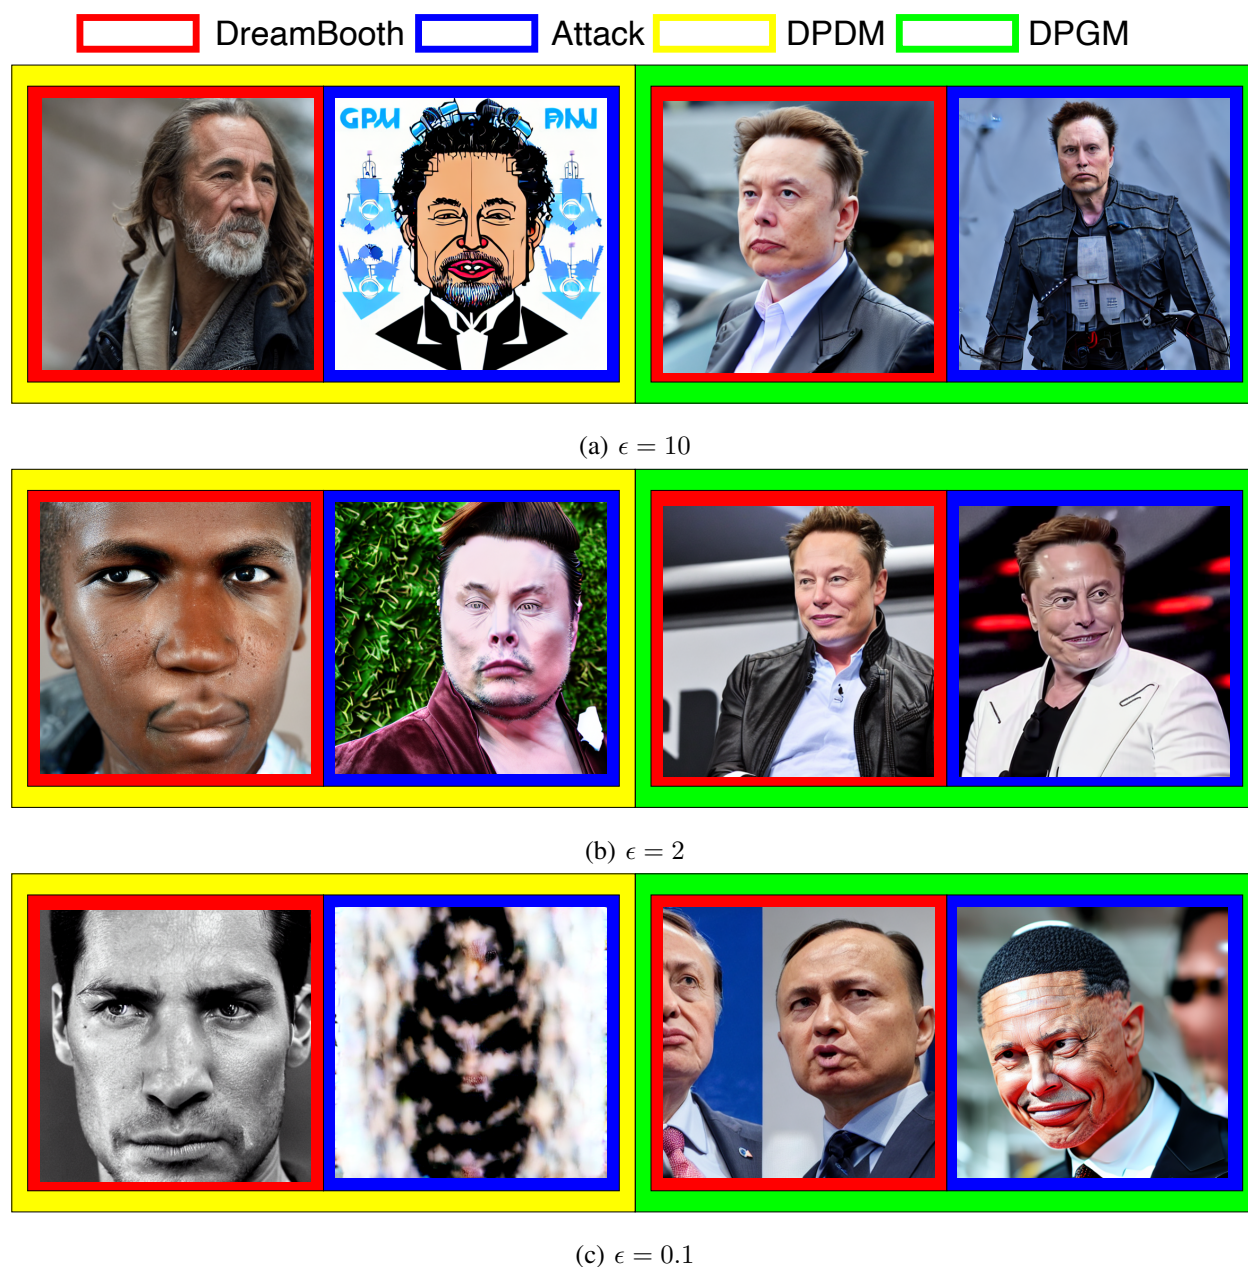 DreamBooth Attack DPDM DPGM
(a) ϵ = 10
(b) ϵ = 2
(c) ϵ = 0.1